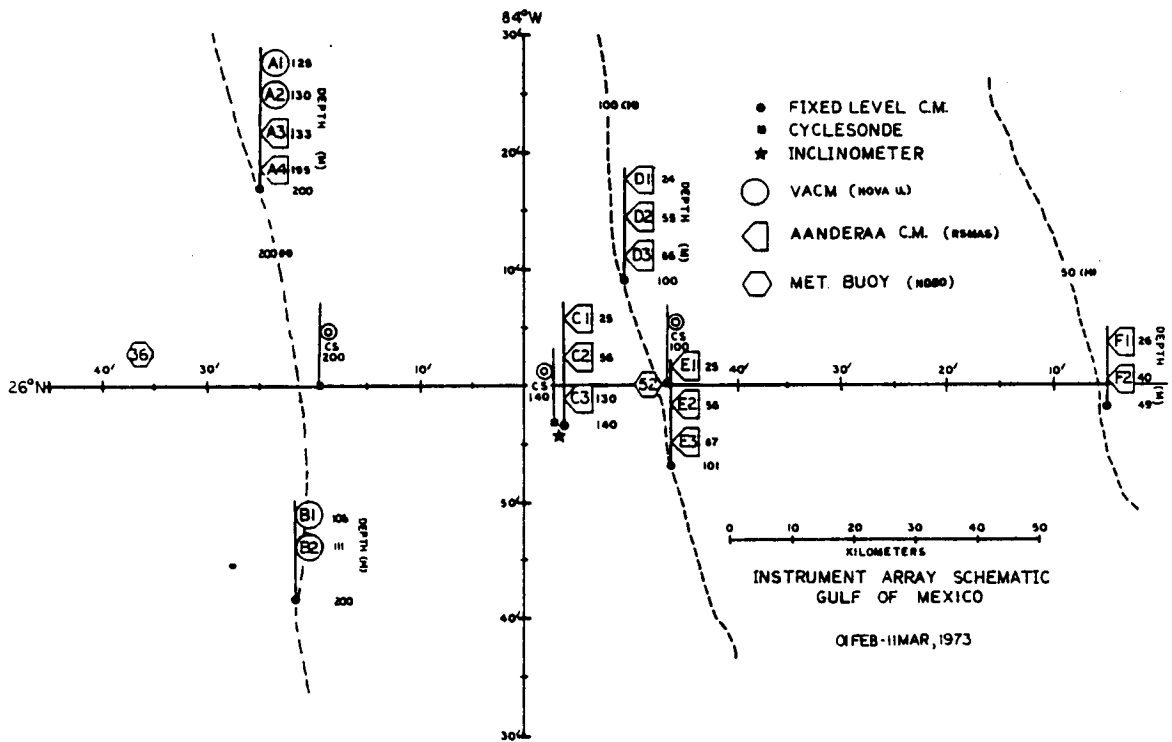 84°W
30'
A1 125
A2 130
A3 133
A4 195
200
DEPTH (M)
200 (M)
20'
10'
100 (M)
D1 24
D2 55
D3 66
100
DEPTH (M)
• FIXED LEVEL C.M.
▪ CYCLESONDE
★ INCLINOMETER
VACM (NOVA U.)
AANDERAA C.M. (RSMAS)
MET. BUOY (NDBO)
50 (M)
36
CS
200
C1 25
C2 56
C3 130
140
CS
140
CS
100
52
E1 25
E2 56
E3 67
101
F1 26
F2 40
49
DEPTH (M)
26°N
40'
30'
10'
40'
30'
20'
10'
B1 106
B2 111
200
DEPTH (M)
50'
40'
30'
0 10 20 30 40 50
KILOMETERS
INSTRUMENT ARRAY SCHEMATIC
GULF OF MEXICO
01FEB-11MAR, 1973